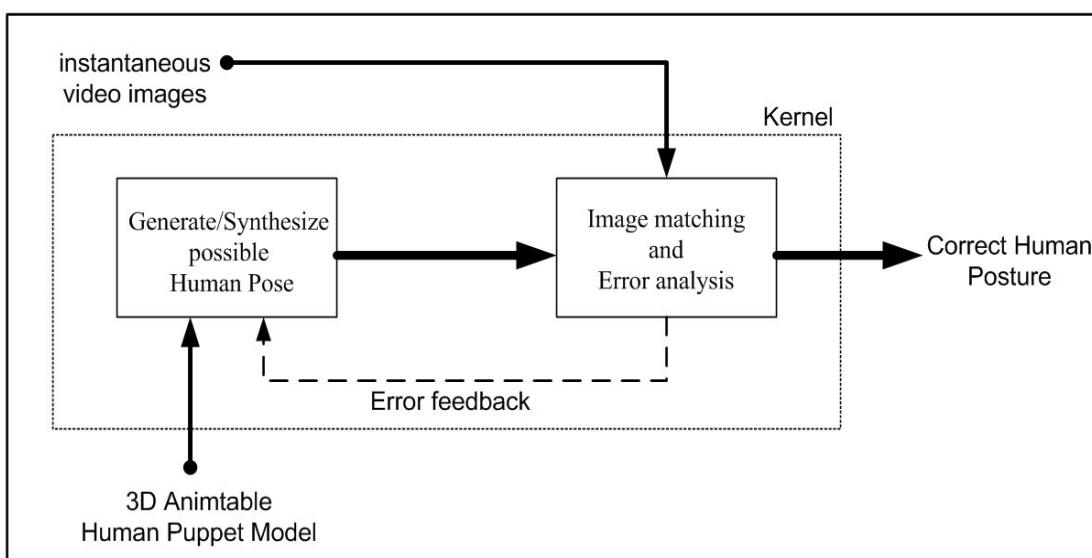 instantaneous
video images
Kernel
Generate/Synthesize
possible
Human Pose
Image matching
and
Error analysis
Correct Human
Posture
Error feedback
3D Animtable
Human Puppet Model